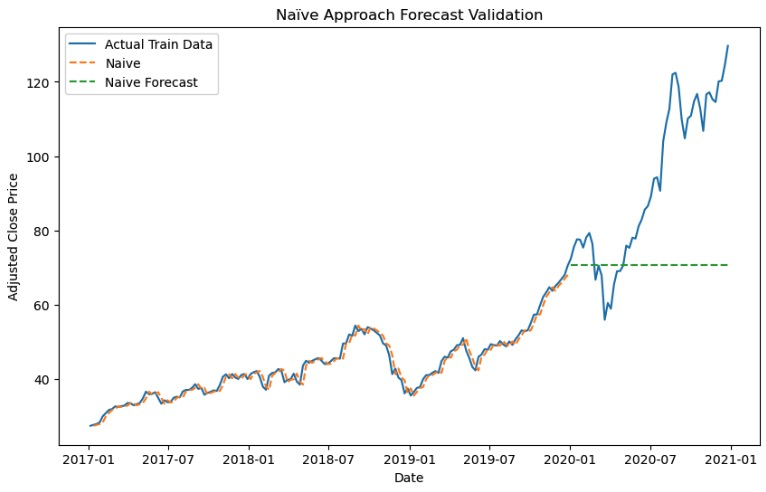 Naïve Approach Forecast Validation
Actual Train Data
Naive
Naive Forecast
Adjusted Close Price
120
100
80
60
40
2017-01 2017-07 2018-01 2018-07 2019-01 2019-07 2020-01 2020-07 2021-01
Date